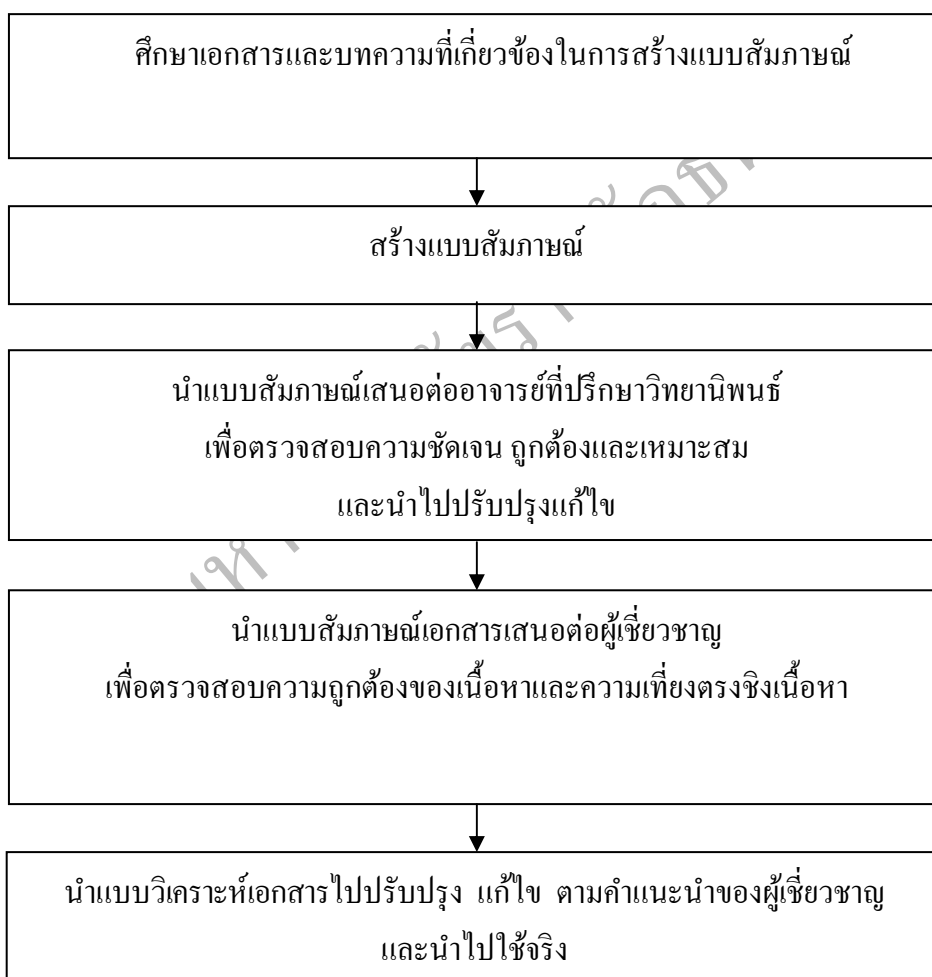 ศึกษาเอกสารและบทความที่เกี่ยวข้องในการสร้างแบบสัมภาษณ์
สร้างแบบสัมภาษณ์
นำแบบสัมภาษณ์เสนอต่ออาจารย์ที่ปรึกษาวิทยานิพนธ์
เพื่อตรวจสอบความชัดเจน ถูกต้องและเหมาะสม
และนำไปปรับปรุงแก้ไข
นำแบบสัมภาษณ์เอกสารเสนอต่อผู้เชี่ยวชาญ
เพื่อตรวจสอบความถูกต้องของเนื้อหาและความเที่ยงตรงชิงเนื้อหา
นำแบบวิเคราะห์เอกสารไปปรับปรุง แก้ไข ตามคำแนะนำของผู้เชี่ยวชาญ
และนำไปใช้จริง